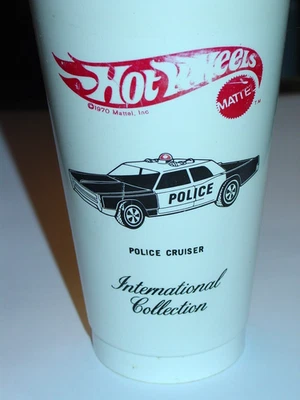 Hot Wheels
©1970 Mattel, Inc
MATTEL
™
POLICE
POLICE CRUISER
International
Collection